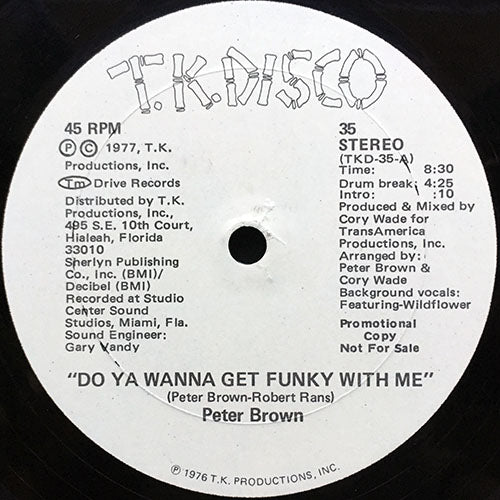 T.K. DISCO
45 RPM
Ⓟ Ⓒ 1977, T.K.
Productions, Inc.
Tm Drive Records
Distributed by T.K.
Productions, Inc.,
495 S.E. 10th Court,
Hialeah, Florida
33010
Sherlyn Publishing
Co., Inc. (BMI)/
Decibel (BMI)
Recorded at Studio
Center Sound
Studios, Miami, Fla.
Sound Engineer:
Gary Vandy
35
STEREO
(TKD-35-A)
Time: 8:30
Drum break: 4:25
Intro: :10
Produced & Mixed by
Cory Wade for
TransAmerica
Productions, Inc.
Arranged by:
Peter Brown &
Cory Wade
Background vocals:
Featuring-Wildflower
Promotional
Copy
Not For Sale
"DO YA WANNA GET FUNKY WITH ME"
(Peter Brown-Robert Rans)
Peter Brown
Ⓟ 1976 T.K. PRODUCTIONS, INC.